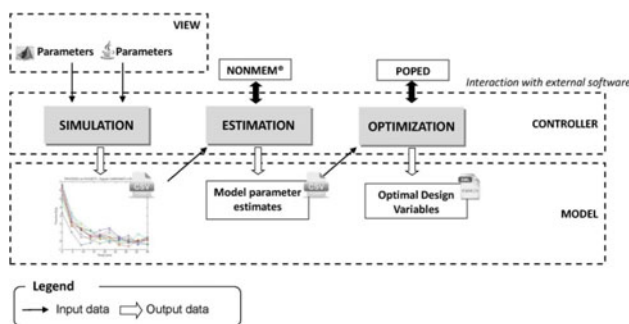 VIEW
Parameters Parameters
NONMEM® POPED
Interaction with external software
SIMULATION ESTIMATION OPTIMIZATION
CONTROLLER
CSV CSV
Model parameter
estimates
Optimal Design
Variables
MODEL
Legend
Input data Output data